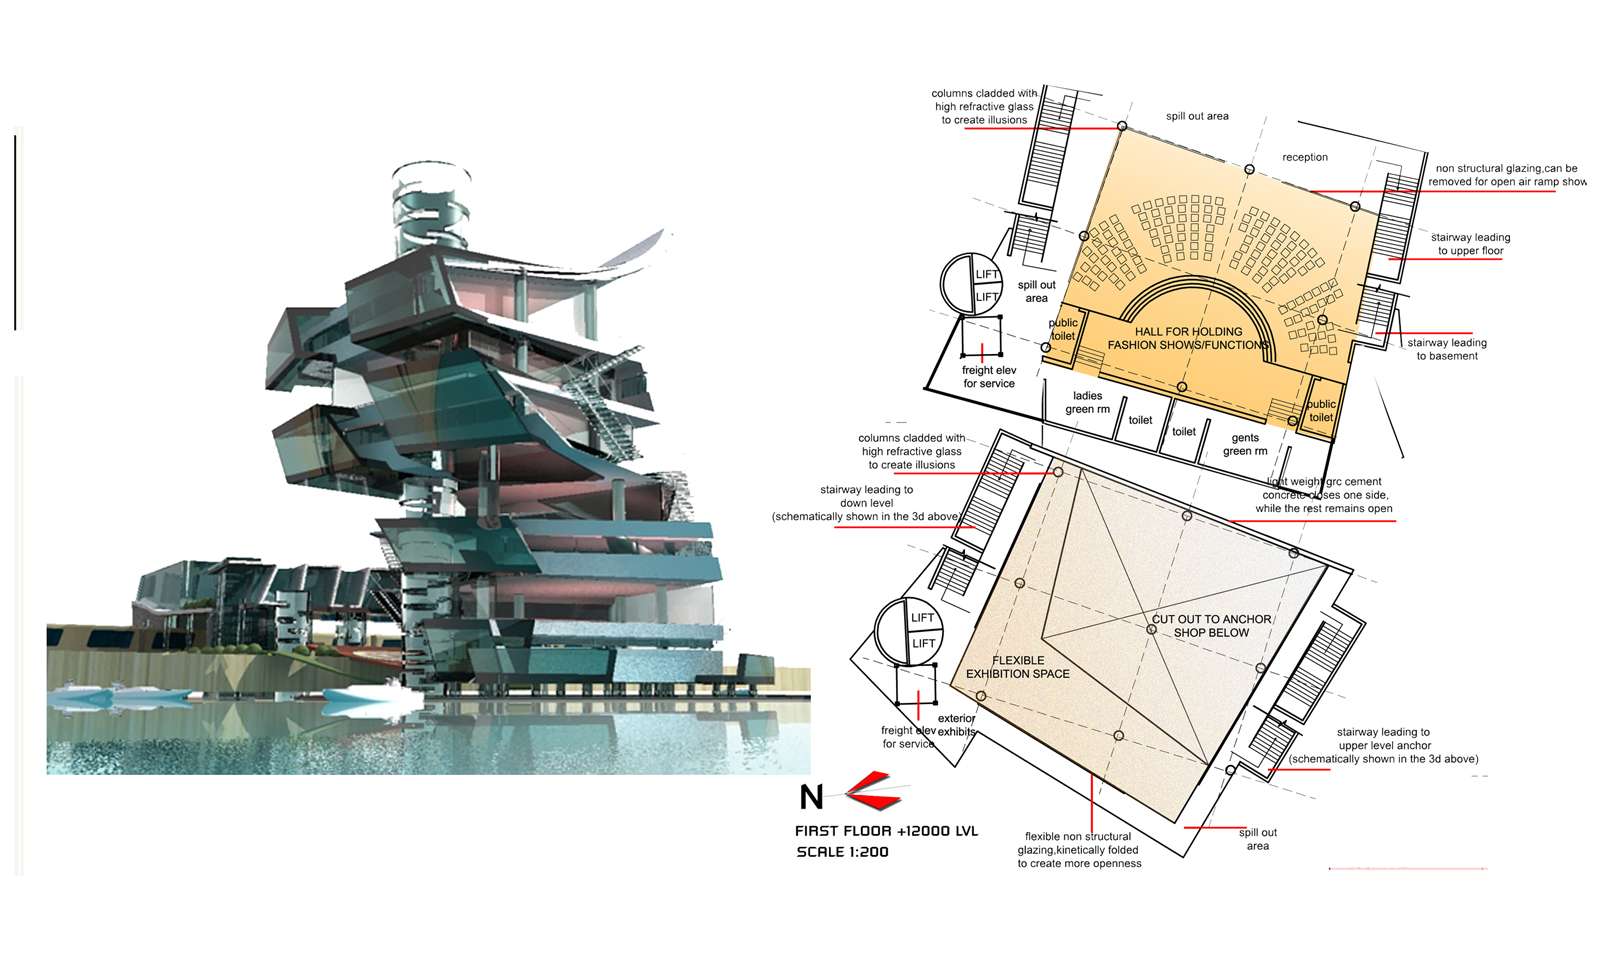 columns cladded with
high refractive glass
to create illusions
spill out area
reception
non structural glazing,can be
removed for open air ramp show
stairway leading
to upper floor
LIFT
LIFT
spill out
area
public
toilet
HALL FOR HOLDING
FASHION SHOWS/FUNCTIONS
stairway leading
to basement
freight elev
for service
ladies
green rm
toilet
toilet
gents
green rm
public
toilet
columns cladded with
high refractive glass
to create illusions
light weight grc cement
concrete closes one side,
while the rest remains open
stairway leading to
down level
(schematically shown in the 3d above)
LIFT
LIFT
CUT OUT TO ANCHOR
SHOP BELOW
FLEXIBLE
EXHIBITION SPACE
exterior
exhibits
freight elev
for service
stairway leading to
upper level anchor
(schematically shown in the 3d above)
N
FIRST FLOOR +12000 LVL
SCALE 1:200
flexible non structural
glazing,kinetically folded
to create more openness
spill out
area